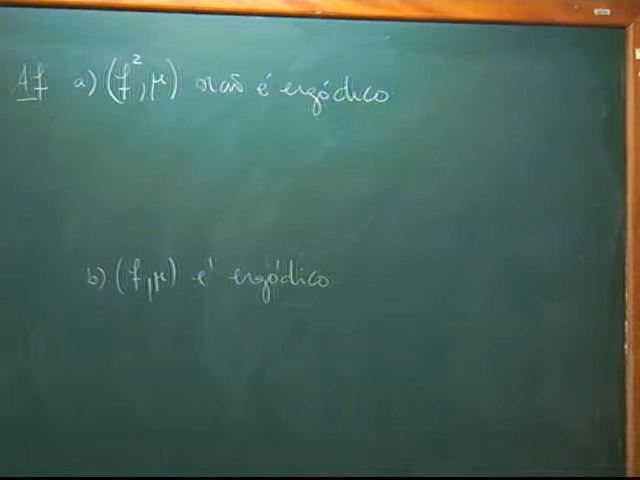 Af a) (f², μ) não é ergódico
b) (f, μ) é ergódico